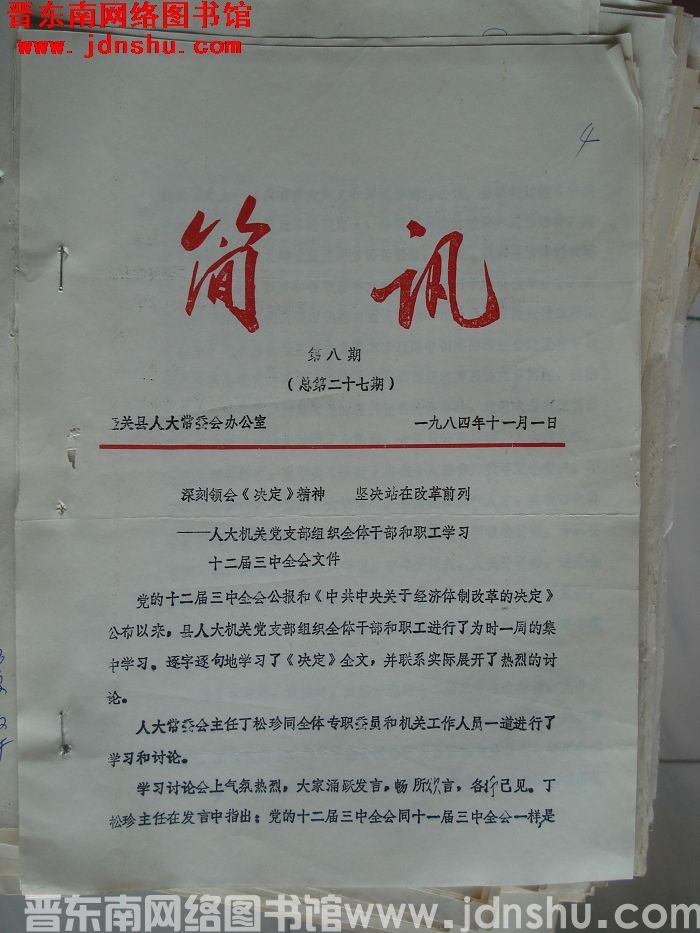 晋东南网络图书馆
www.jdnshu.com
4
简讯
第八期
（总第二十七期）
壶关县人大常委会办公室 一九八四年十一月一日
深刻领会《决定》精神 坚决站在改革前列
——人大机关党支部组织全体干部和职工学习
十二届三中全会文件
党的十二届三中全会公报和《中共中央关于经济体制改革的决定》
公布以来，县人大机关党支部组织全体干部和职工进行了为时一周的集
中学习。逐字逐句地学习了《决定》全文，并联系实际展开了热烈的讨
论。
人大常委会主任丁松珍同全体专职委员和机关工作人员一道进行了
学习和讨论。
学习讨论会上气氛热烈，大家涌跃发言，畅所欲言，各抒己见。丁
松珍主任在发言中指出：党的十二届三中全会同十一届三中全会一样，是
晋东南网络图书馆www.jdnshu.com